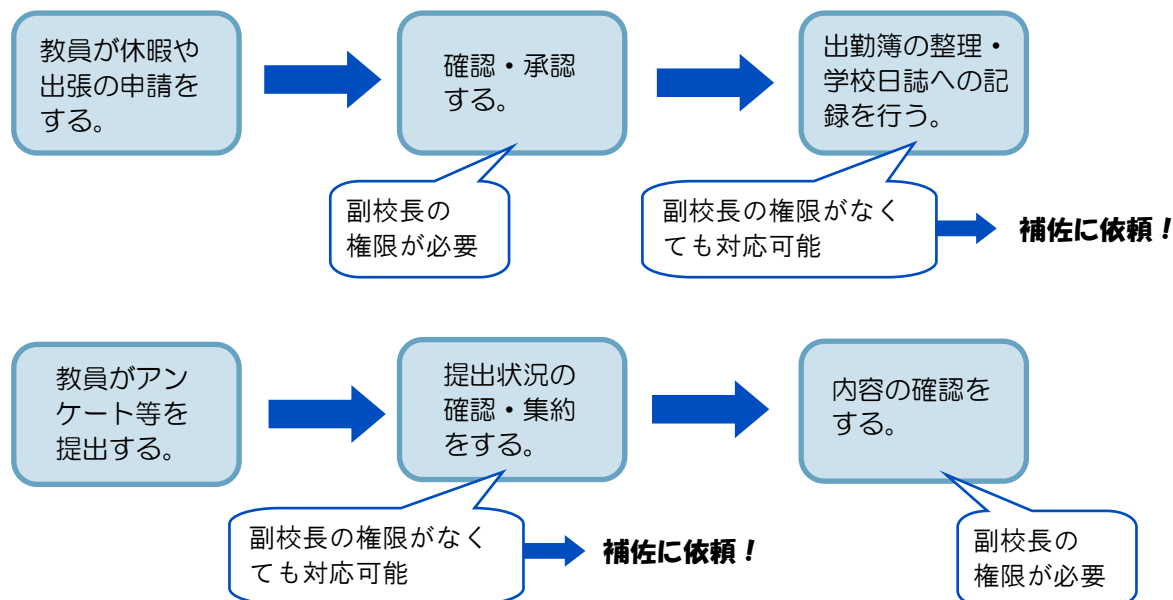 教員が休暇や
出張の申請を
する。
確認・承認
する。
出勤簿の整理・
学校日誌への記
録を行う。
副校長の
権限が必要
副校長の権限がなく
ても対応可能
補佐に依頼！
教員がアン
ケート等を
提出する。
提出状況の
確認・集約
をする。
内容の確認を
する。
副校長の権限がなく
ても対応可能
補佐に依頼！
副校長の
権限が必要